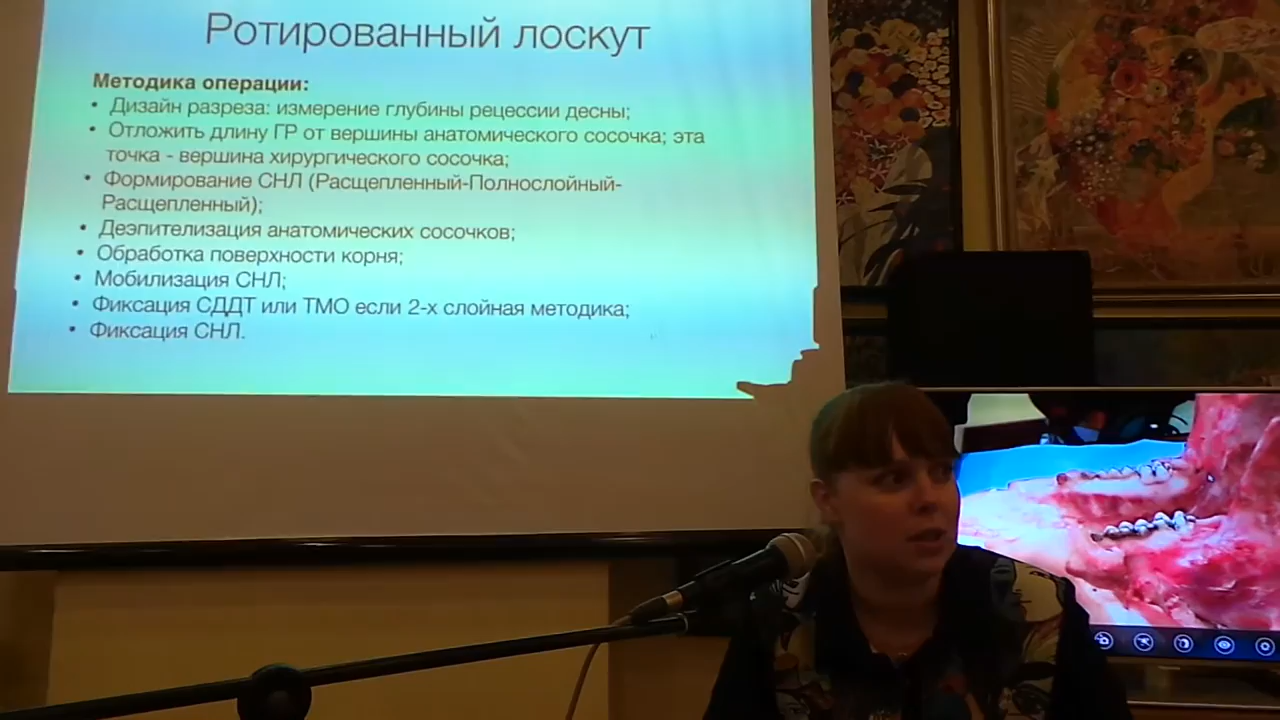 Ротированный лоскут
Методика операции:
• Дизайн разреза: измерение глубины рецессии десны;
• Отложить длину ГР от вершины анатомического сосочка; эта
точка - вершина хирургического сосочка;
• Формирование СНЛ (Расщепленный-Полнослойный-
Расщепленный);
• Деэпителизация анатомических сосочков;
• Обработка поверхности корня;
• Мобилизация СНЛ;
• Фиксация СДДТ или ТМО если 2-х слойная методика;
• Фиксация СНЛ.